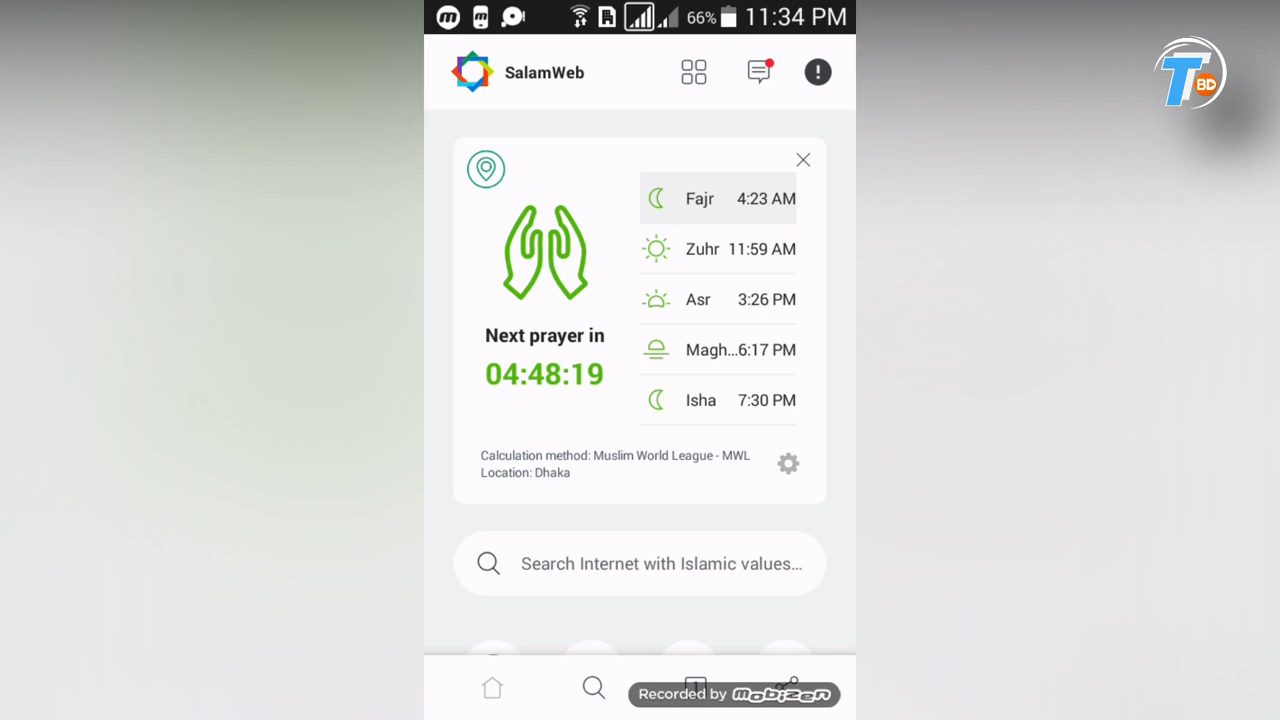 66% 11:34 PM
SalamWeb
TT BD
Fajr 4:23 AM
Zuhr 11:59 AM
Asr 3:26 PM
Magh...6:17 PM
Isha 7:30 PM
Next prayer in
04:48:19
Calculation method: Muslim World League - MWL
Location: Dhaka
Search Internet with Islamic values...
1
Recorded by mobizen